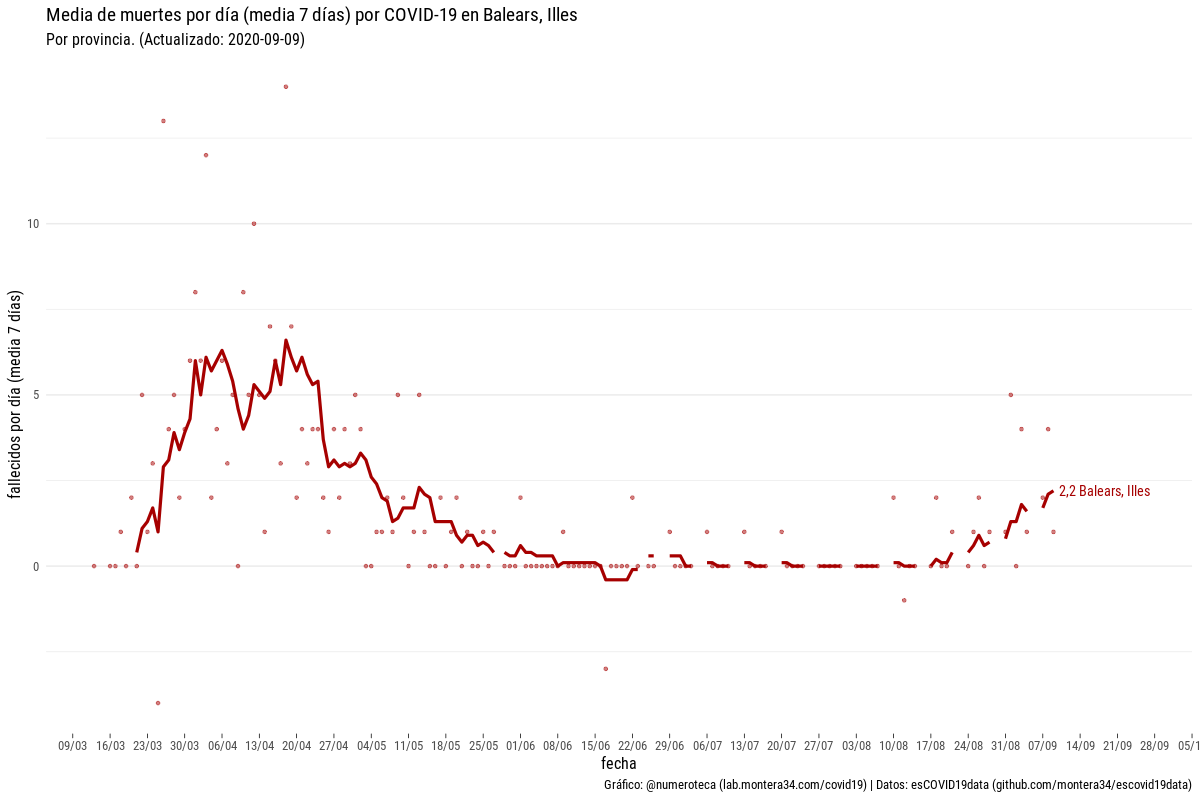 Media de muertes por día (media 7 días) por COVID-19 en Balears, Illes
Por provincia. (Actualizado: 2020-09-09)
fallecidos por día (media 7 días)
10
5
0
2,2 Balears, Illes
09/03 16/03 23/03 30/03 06/04 13/04 20/04 27/04 04/05 11/05 18/05 25/05 01/06 08/06 15/06 22/06 29/06 06/07 13/07 20/07 27/07 03/08 10/08 17/08 24/08 31/08 07/09 14/09 21/09 28/09 05/1
fecha
Gráfico: @numeroteca (lab.montera34.com/covid19) | Datos: esCOVID19data (github.com/montera34/escovid19data)